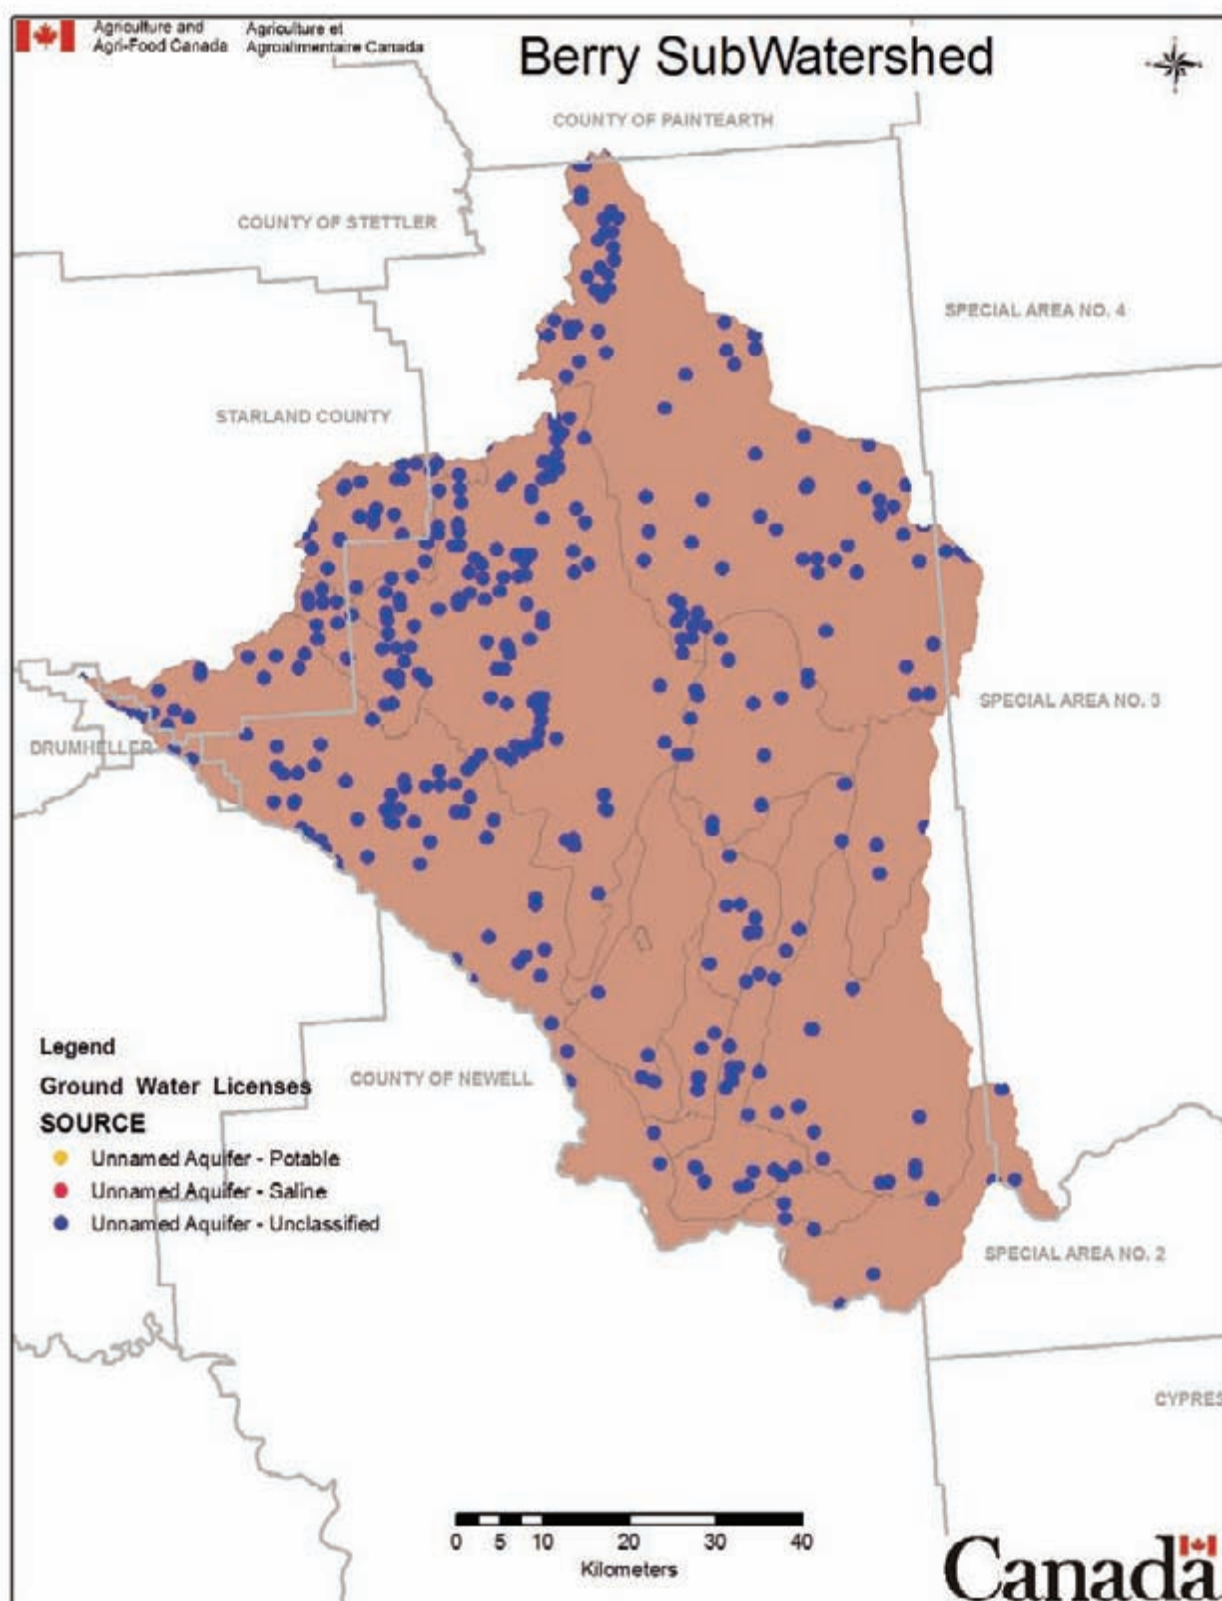 Agriculture and
Agri-Food Canada
Agriculture et
Agroalimentaire Canada
Berry SubWatershed
COUNTY OF PAINTEARTH
COUNTY OF STETTLER
SPECIAL AREA NO. 4
STARLAND COUNTY
SPECIAL AREA NO. 3
DRUMHELLER
Legend
Ground Water Licenses
COUNTY OF NEWELL
SOURCE
Unnamed Aquifer - Potable
Unnamed Aquifer - Saline
Unnamed Aquifer - Unclassified
SPECIAL AREA NO. 2
CYPRES
0 5 10 20 30 40
Kilometers
Canada